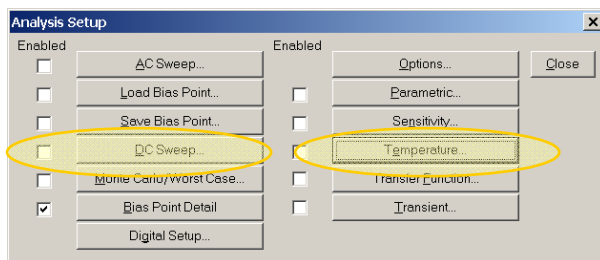 Analysis Setup
Enabled
Enabled
AC Sweep...
Options...
Close
Load Bias Point...
Parametric...
Save Bias Point...
Sensitivity...
DC Sweep...
Temperature...
Monte Carlo/Worst Case...
Transfer Function...
Bias Point Detail
Transient...
Digital Setup...